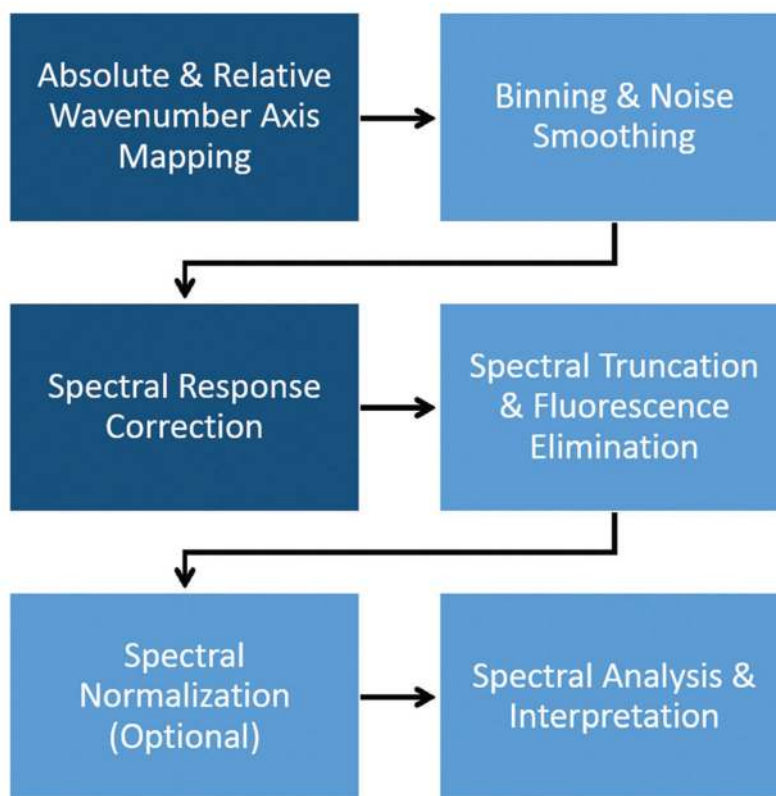 Absolute & Relative
Wavenumber Axis
Mapping
Binning & Noise
Smoothing
Spectral Response
Correction
Spectral Truncation
& Fluorescence
Elimination
Spectral
Normalization
(Optional)
Spectral Analysis &
Interpretation